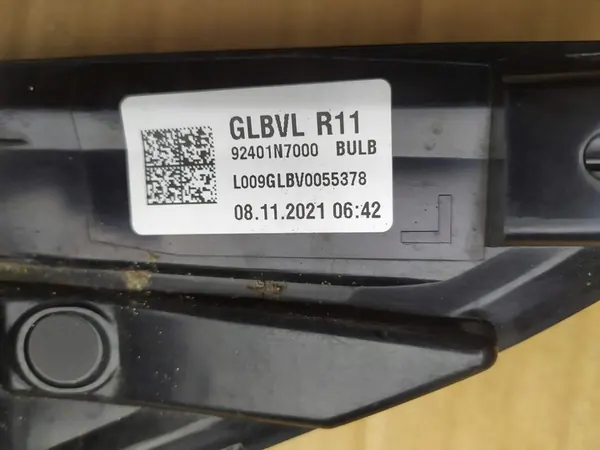 GLBVL R11
92401N7000 BULB
L009GLBV0055378
08.11.2021 06:42